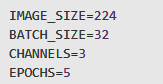 IMAGE_SIZE=224
BATCH_SIZE=32
CHANNELS=3
EPOCHS=5